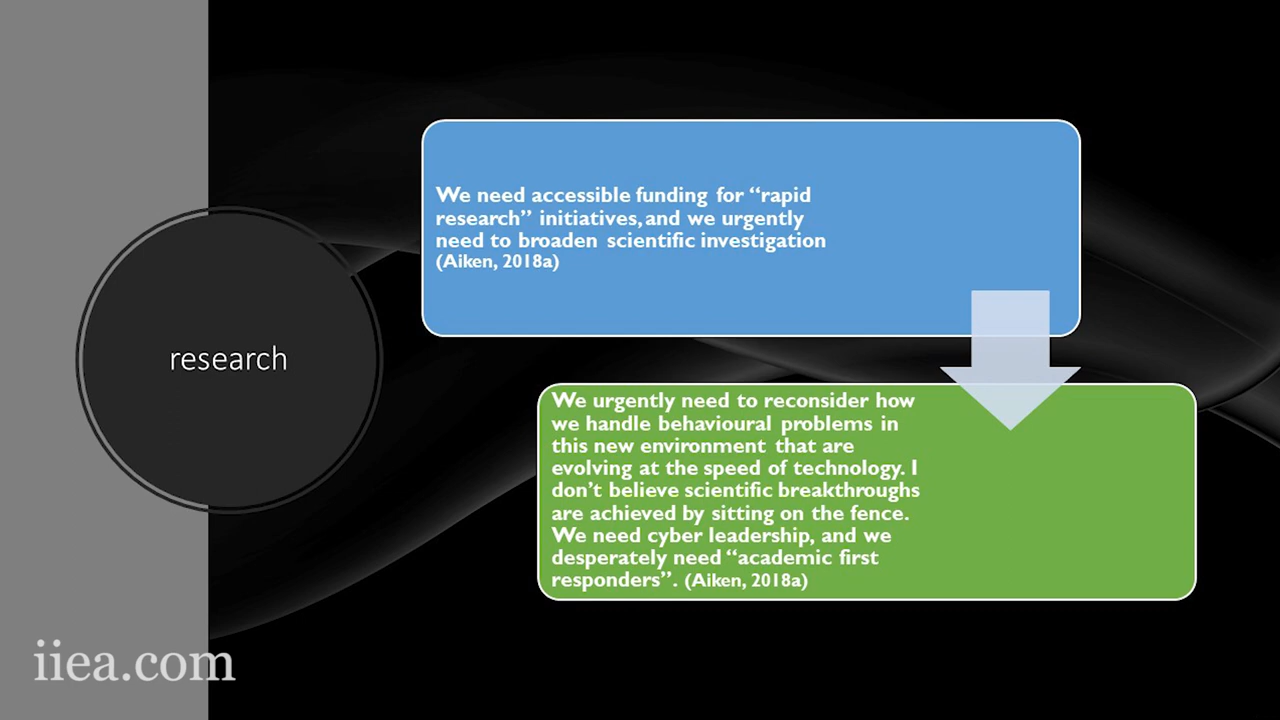 We need accessible funding for “rapid
research” initiatives, and we urgently
need to broaden scientific investigation
(Aiken, 2018a)
research
We urgently need to reconsider how
we handle behavioural problems in
this new environment that are
evolving at the speed of technology. I
don’t believe scientific breakthroughs
are achieved by sitting on the fence.
We need cyber leadership, and we
desperately need “academic first
responders”. (Aiken, 2018a)
iiea.com